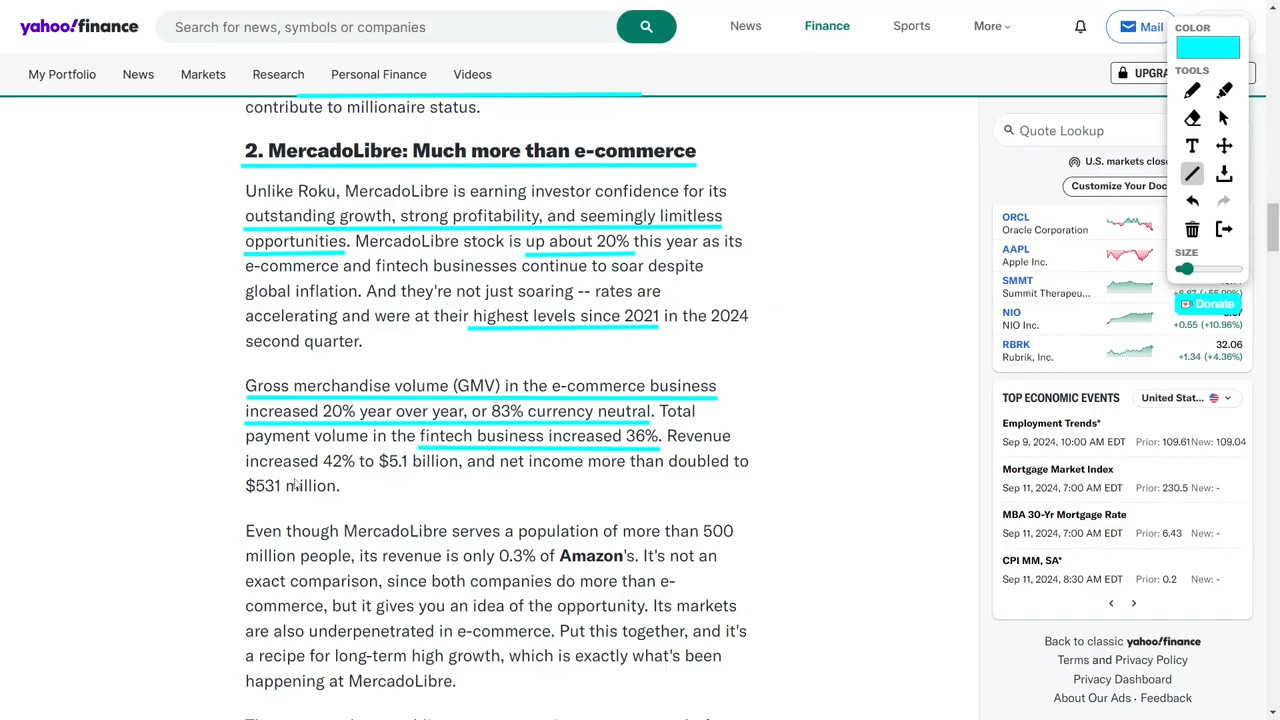 yahoo!finance
Search for news, symbols or companies
News
Finance
Sports
More
Mail
My Portfolio
News
Markets
Research
Personal Finance
Videos
UPGRA
COLOR
TOOLS
SIZE
Donate
contribute to millionaire status.
2. MercadoLibre: Much more than e-commerce
Unlike Roku, MercadoLibre is earning investor confidence for its
outstanding growth, strong profitability, and seemingly limitless
opportunities. MercadoLibre stock is up about 20% this year as its
e-commerce and fintech businesses continue to soar despite
global inflation. And they're not just soaring -- rates are
accelerating and were at their highest levels since 2021 in the 2024
second quarter.
Gross merchandise volume (GMV) in the e-commerce business
increased 20% year over year, or 83% currency neutral. Total
payment volume in the fintech business increased 36%. Revenue
increased 42% to $5.1 billion, and net income more than doubled to
$531 million.
Even though MercadoLibre serves a population of more than 500
million people, its revenue is only 0.3% of Amazon's. It's not an
exact comparison, since both companies do more than e-
commerce, but it gives you an idea of the opportunity. Its markets
are also underpenetrated in e-commerce. Put this together, and it's
a recipe for long-term high growth, which is exactly what's been
happening at MercadoLibre.
Quote Lookup
U.S. markets close
Customize Your Doc
ORCL
Oracle Corporation
AAPL
Apple Inc.
SMMT
Summit Therapeu...
NIO
NIO Inc.
+0.55 (+10.96%)
RBRK
32.06
Rubrik, Inc.
+1.34 (+4.36%)
TOP ECONOMIC EVENTS
United Stat...
Employment Trends*
Sep 9, 2024, 10:00 AM EDT Prior: 109.61 New: 109.04
Mortgage Market Index
Sep 11, 2024, 7:00 AM EDT Prior: 230.5 New: -
MBA 30-Yr Mortgage Rate
Sep 11, 2024, 7:00 AM EDT Prior: 6.43 New: -
CPI MM, SA*
Sep 11, 2024, 8:30 AM EDT Prior: 0.2 New: -
Back to classic yahoo!finance
Terms and Privacy Policy
Privacy Dashboard
About Our Ads · Feedback